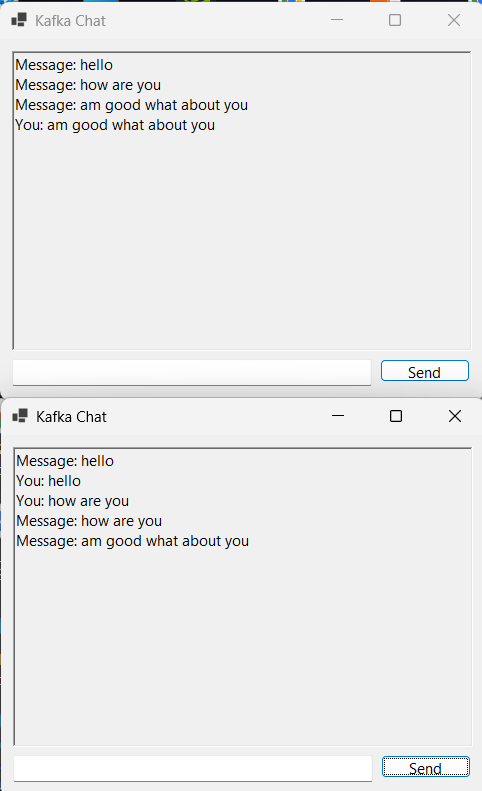 Kafka Chat
Message: hello
Message: how are you
Message: am good what about you
You: am good what about you
Send
Kafka Chat
Message: hello
You: hello
You: how are you
Message: how are you
Message: am good what about you
Send